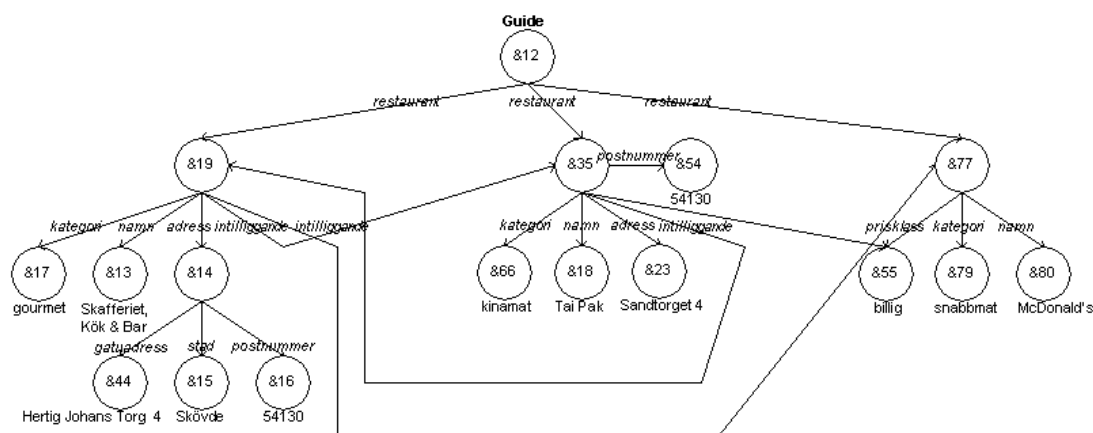 Guide
&12
restaurant restaurant restaurant
&19 &35 postnummer &54 &77
54130
kategori namn adress intilliggande intilliggande kategori namn adress intilliggande prisklass kategori namn
&17 &13 &14 &66 &18 &23 &55 &79 &80
gourmet Skafferiet, kinamat Tai Pak Sandtorget 4 billig snabbmat McDonald's
Kök & Bar
gatuadress stad postnummer
&44 &15 &16
Hertig Johans Torg 4 Skövde 54130